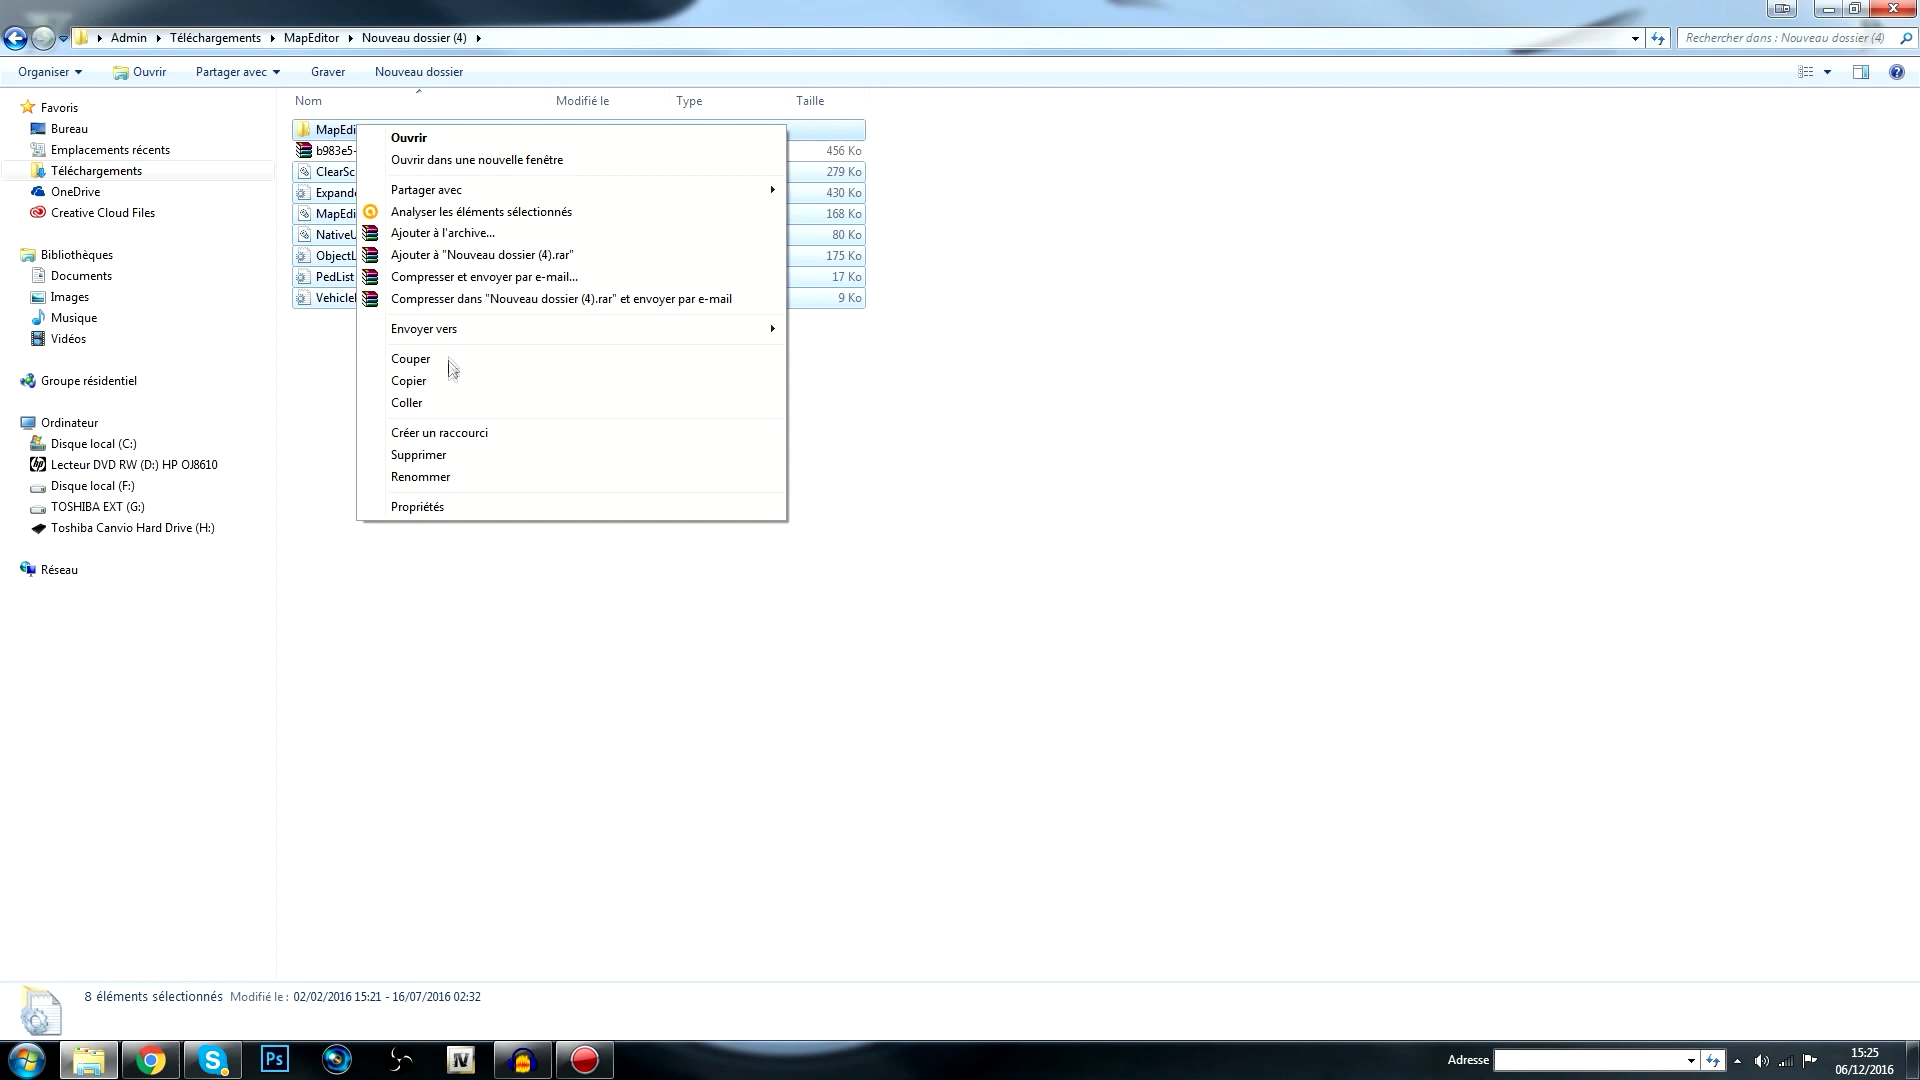 Admin Téléchargements MapEditor Nouveau dossier (4)
Rechercher dans : Nouveau dossier (4)
Organiser Ouvrir Partager avec Graver Nouveau dossier
Favoris
Bureau
Emplacements récents
Téléchargements
OneDrive
Creative Cloud Files
Bibliothèques
Documents
Images
Musique
Vidéos
Groupe résidentiel
Ordinateur
Disque local (C:)
Lecteur DVD RW (D:) HP OJ8610
Disque local (F:)
TOSHIBA EXT (G:)
Toshiba Canvio Hard Drive (H:)
Réseau
Nom Modifié le Type Taille
MapEdi
b983e5- 456 Ko
ClearSc 279 Ko
Expande 430 Ko
MapEdi 168 Ko
NativeU 80 Ko
ObjectL 175 Ko
PedList 17 Ko
Vehicle 9 Ko
Ouvrir
Ouvrir dans une nouvelle fenêtre
Partager avec
Analyser les éléments sélectionnés
Ajouter à l'archive...
Ajouter à "Nouveau dossier (4).rar"
Compresser et envoyer par e-mail...
Compresser dans "Nouveau dossier (4).rar" et envoyer par e-mail
Envoyer vers
Couper
Copier
Coller
Créer un raccourci
Supprimer
Renommer
Propriétés
8 éléments sélectionnés Modifié le : 02/02/2016 15:21 - 16/07/2016 02:32
Ps
IV
Adresse
15:25
06/12/2016